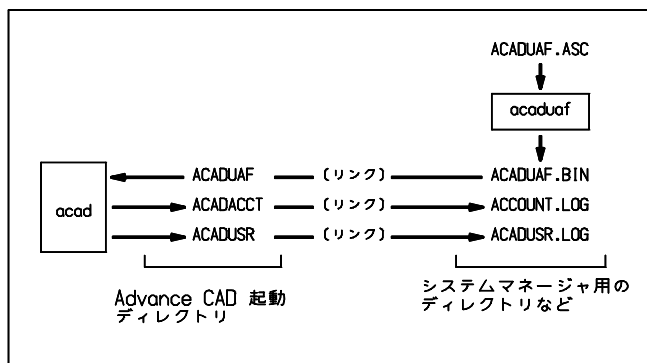 ACADUAF.ASC
acaduaf
ACADUAF (リンク) ACADUAF.BIN
acad
ACADACCT (リンク) ACCOUNT.LOG
ACADUSR (リンク) ACADUSR.LOG
Advance CAD 起動
ディレクトリ
システムマネージャ用の
ディレクトリなど